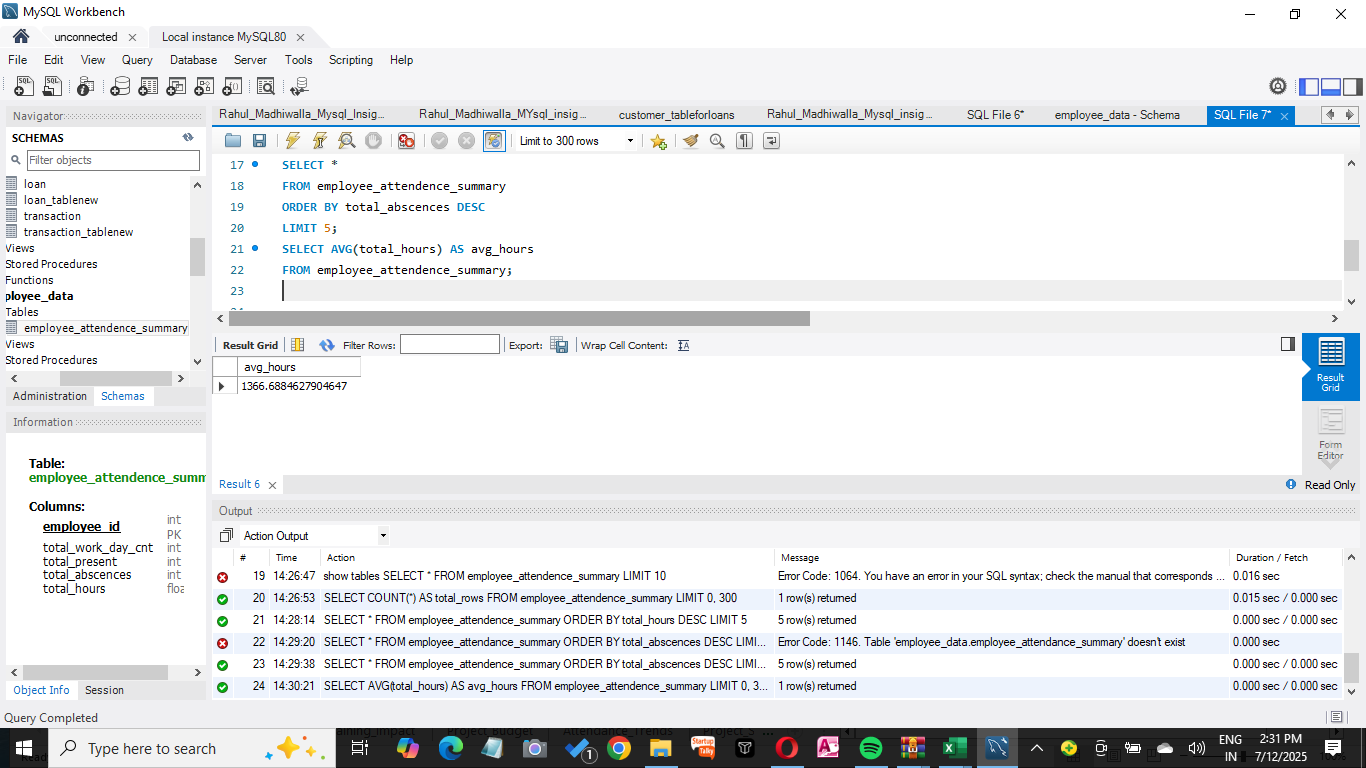 MySQL Workbench
unconnected
Local instance MySQL80
File Edit View Query Database Server Tools Scripting Help
Navigator
Rahul_Madhiwalla_Mysql_Insig...
Rahul_Madhiwalla_MYsql_insig...
customer_tableforloans
Rahul_Madhiwalla_Mysql_insig...
SQL File 6*
employee_data - Schema
SQL File 7*
SCHEMAS
Filter objects
loan
loan_tablenew
transaction
transaction_tablenew
Views
Stored Procedures
Functions
ployee_data
Tables
employee_attendence_summary
Views
Stored Procedures
Administration Schemas
Information
Table:
employee_attendence_summ
Columns:
employee_id int
PK
total_work_day_cnt int
total_present int
total_abscences int
total_hours floa
Object Info Session
Limit to 300 rows
17 SELECT *
18 FROM employee_attendence_summary
19 ORDER BY total_abscences DESC
20 LIMIT 5;
21 SELECT AVG(total_hours) AS avg_hours
22 FROM employee_attendence_summary;
23
Result Grid Filter Rows: Export: Wrap Cell Content:
avg_hours
1366.6884627904647
Result Grid
Form Editor
Result 6
Read Only
Output
Action Output
# Time Action Message Duration / Fetch
19 14:26:47 show tables SELECT * FROM employee_attendence_summary LIMIT 10 Error Code: 1064. You have an error in your SQL syntax; check the manual that corresponds ... 0.016 sec
20 14:26:53 SELECT COUNT(*) AS total_rows FROM employee_attendence_summary LIMIT 0, 300 1 row(s) returned 0.015 sec / 0.000 sec
21 14:28:14 SELECT * FROM employee_attendence_summary ORDER BY total_hours DESC LIMIT 5 5 row(s) returned 0.000 sec / 0.000 sec
22 14:29:20 SELECT * FROM employee_attendance_summary ORDER BY total_abscences DESC LIMI... Error Code: 1146. Table 'employee_data.employee_attendance_summary' doesn't exist 0.000 sec
23 14:29:38 SELECT * FROM employee_attendence_summary ORDER BY total_abscences DESC LIMI... 5 row(s) returned 0.000 sec / 0.000 sec
24 14:30:21 SELECT AVG(total_hours) AS avg_hours FROM employee_attendence_summary LIMIT 0, 3... 1 row(s) returned 0.000 sec / 0.000 sec
Query Completed
Type here to search
1
Startup Talky
ENG
IN
2:31 PM
7/12/2025